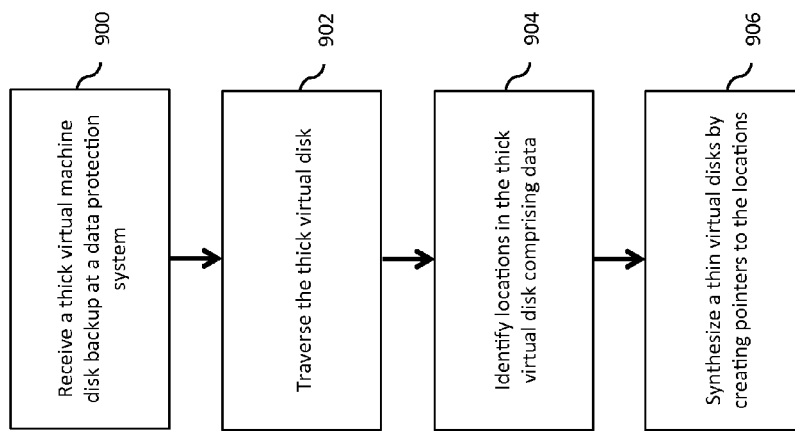 900
Receive a thick virtual machine
disk backup at a data protection
system
902
Traverse the thick virtual disk
904
Identify locations in the thick
virtual disk comprising data
906
Synthesize a thin virtual disks by
creating pointers to the locations